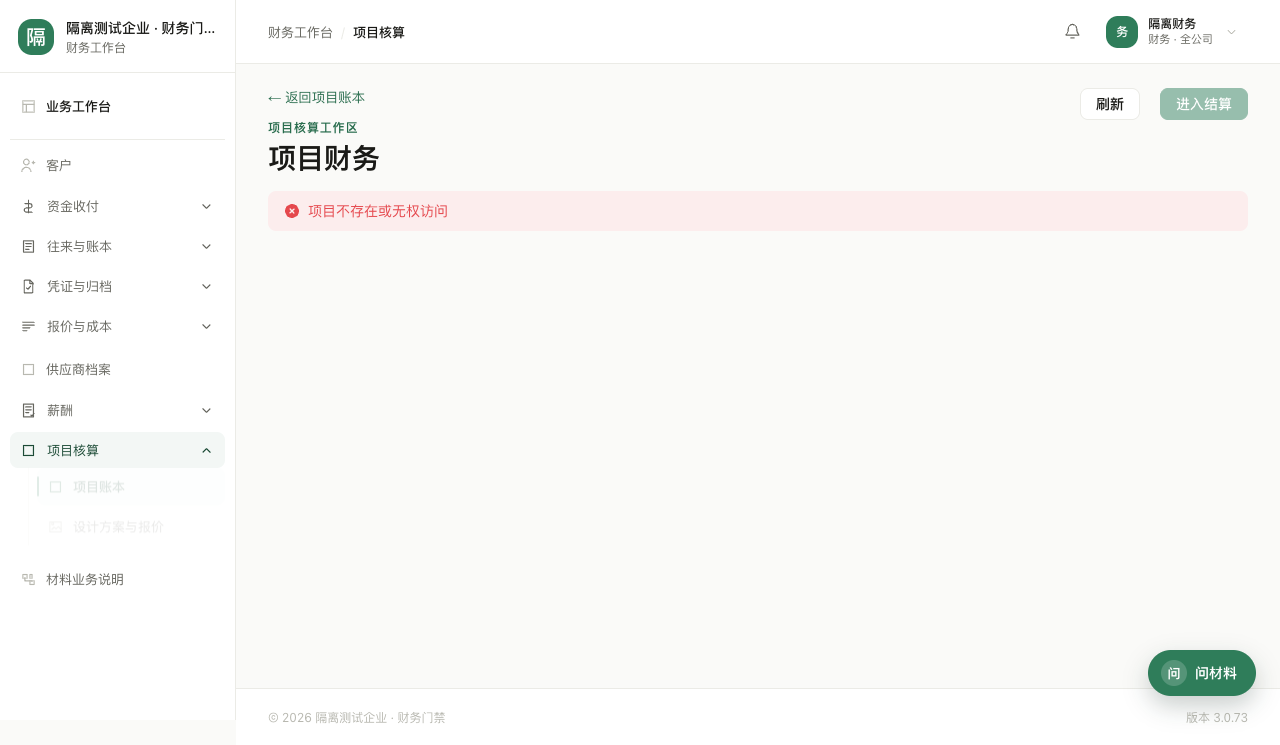 隔
隔离测试企业 · 财务门...
财务工作台
业务工作台
客户
资金收付
往来与账本
凭证与归档
报价与成本
供应商档案
薪酬
项目核算
项目账本
设计方案与报价
材料业务说明
财务工作台 / 项目核算
务
隔离财务
财务 · 全公司
← 返回项目账本
刷新
进入结算
项目核算工作区
项目财务
项目不存在或无权访问
问 问材料
© 2026 隔离测试企业 · 财务门禁
版本 3.0.73